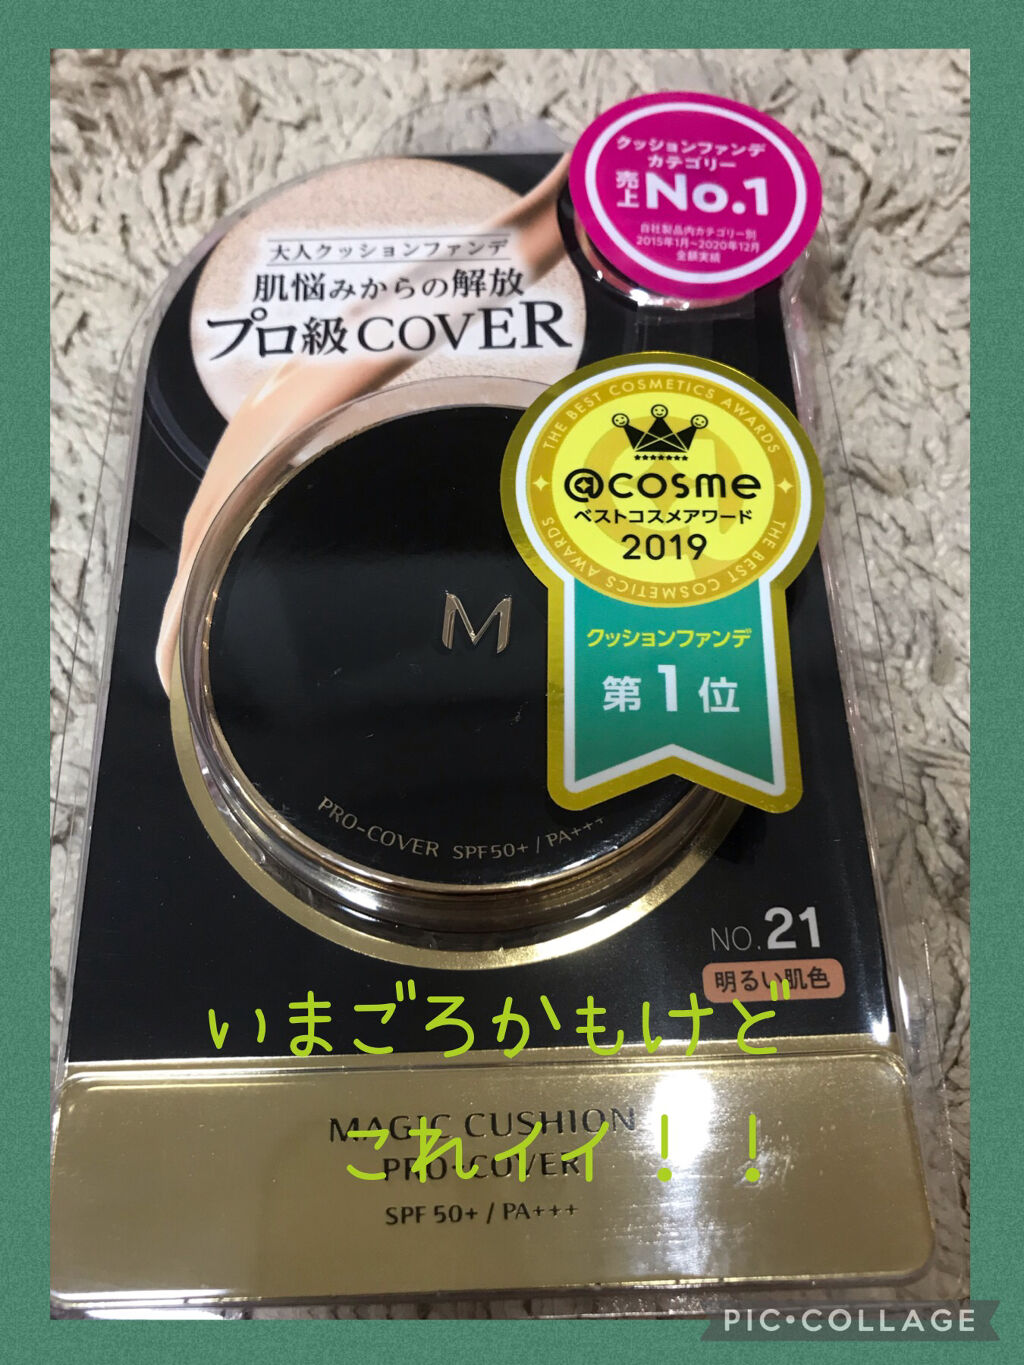 クッションファンデ
カテゴリー
売上No.1
自社製品内カテゴリー別
2015年1月~2020年12月
金額実績
大人クッションファンデ
肌悩みからの解放
プロ級COVER
THE BEST COSMETICS AWARDS
@cosme
ベストコスメアワード
2019
THE BEST COSMETICS AWARDS
クッションファンデ
第1位
M
PRO-COVER SPF50+ / PA+++
NO.21
明るい肌色
いまごろかもけど
MAGIC CUSHION
これイイ！！
PRO-COVER
SPF 50+ / PA+++
PIC•COLLAGE